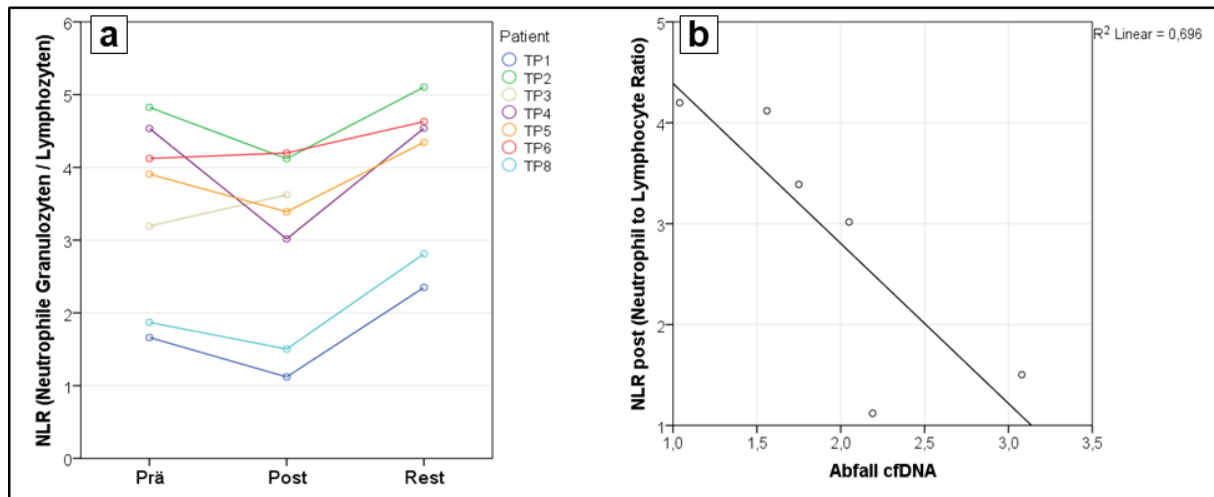 a
NLR (Neutrophile Granulozyten / Lymphozyten)
6
5
4
3
2
1
0
Prä Post Rest
Patient
TP1
TP2
TP3
TP4
TP5
TP6
TP8
b
R² Linear = 0,696
NLR post (Neutrophil to Lymphocyte Ratio)
5
4
3
2
1
1,0 1,5 2,0 2,5 3,0 3,5
Abfall cfDNA